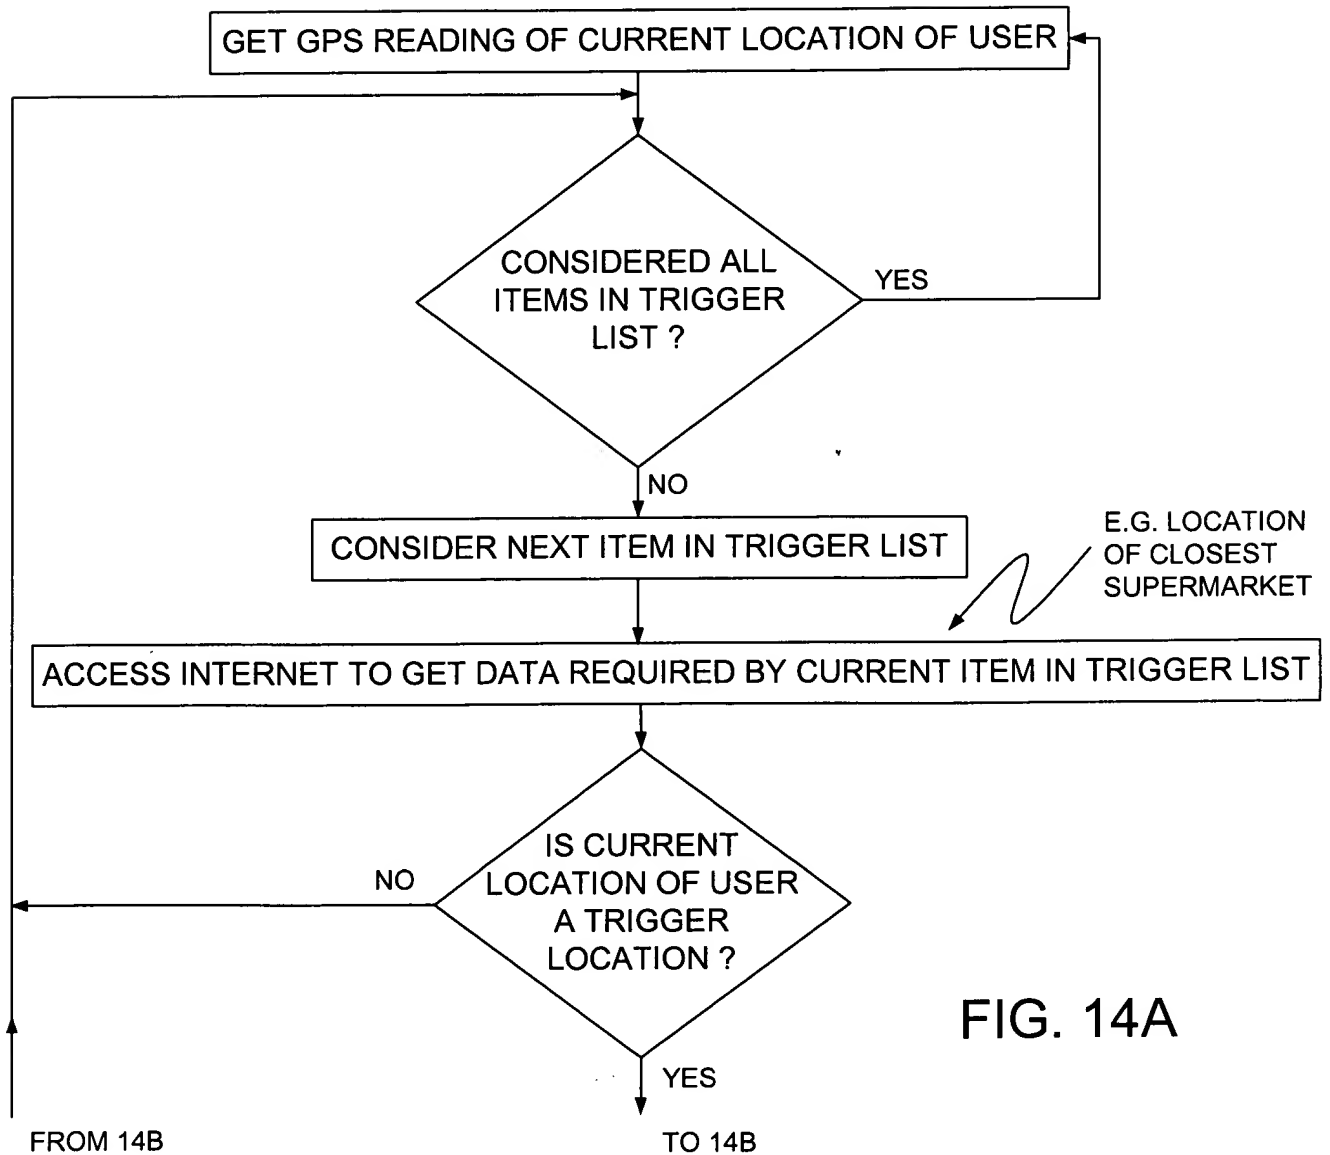 GET GPS READING OF CURRENT LOCATION OF USER
CONSIDERED ALL
ITEMS IN TRIGGER
LIST ?
YES
NO
CONSIDER NEXT ITEM IN TRIGGER LIST
E.G. LOCATION
OF CLOSEST
SUPERMARKET
ACCESS INTERNET TO GET DATA REQUIRED BY CURRENT ITEM IN TRIGGER LIST
IS CURRENT
LOCATION OF USER
A TRIGGER
LOCATION ?
NO
FIG. 14A
YES
FROM 14B
TO 14B